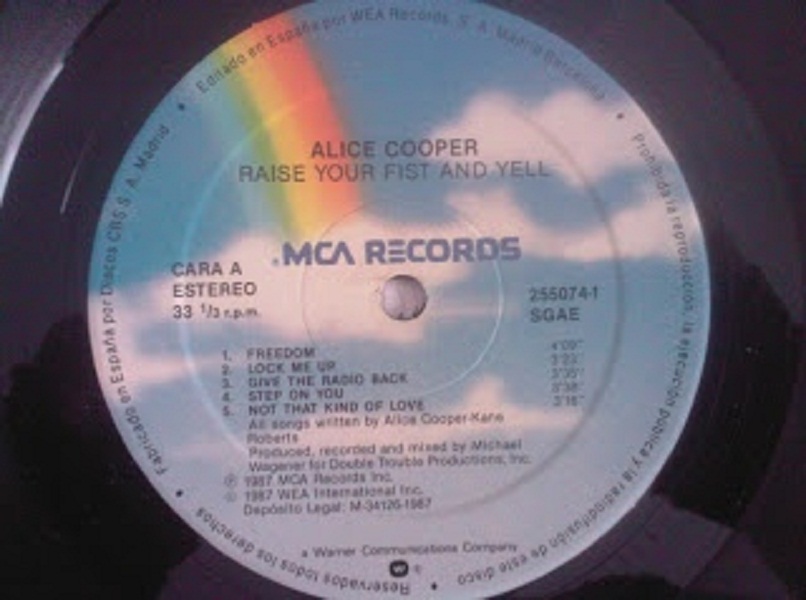 Editado en España por WEA Records, S. A. Madrid Barcelona
Prohibida la reproducción, la ejecución pública y la radiodifusión de este disco
Reservados todos los derechos
Fabricado en España por Discos CBS S. A. Madrid
ALICE COOPER
RAISE YOUR FIST AND YELL
MCA RECORDS
CARA A
ESTEREO
33 1/3 r.p.m.
255074-1
SGAE
1. FREEDOM 4'09"
2. LOCK ME UP 3'23"
3. GIVE THE RADIO BACK 3'35"
4. STEP ON YOU 3'38"
5. NOT THAT KIND OF LOVE 3'16"
All songs written by Alice Cooper-Kane
Roberts
Produced, recorded and mixed by Michael
Wagener for Double Trouble Productions, Inc.
Ⓟ 1987 MCA Records Inc.
© 1987 WEA International Inc.
Depósito Legal: M-34126-1987
a Warner Communications Company